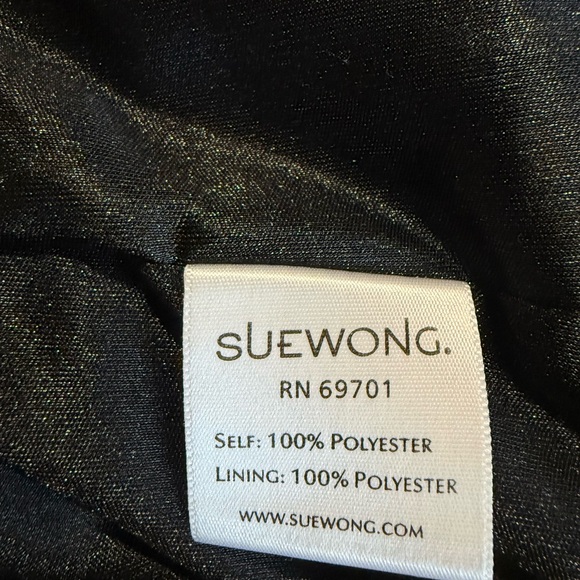 SUEWONG.
RN 69701
SELF: 100% POLYESTER
LINING: 100% POLYESTER
WWW.SUEWONG.COM